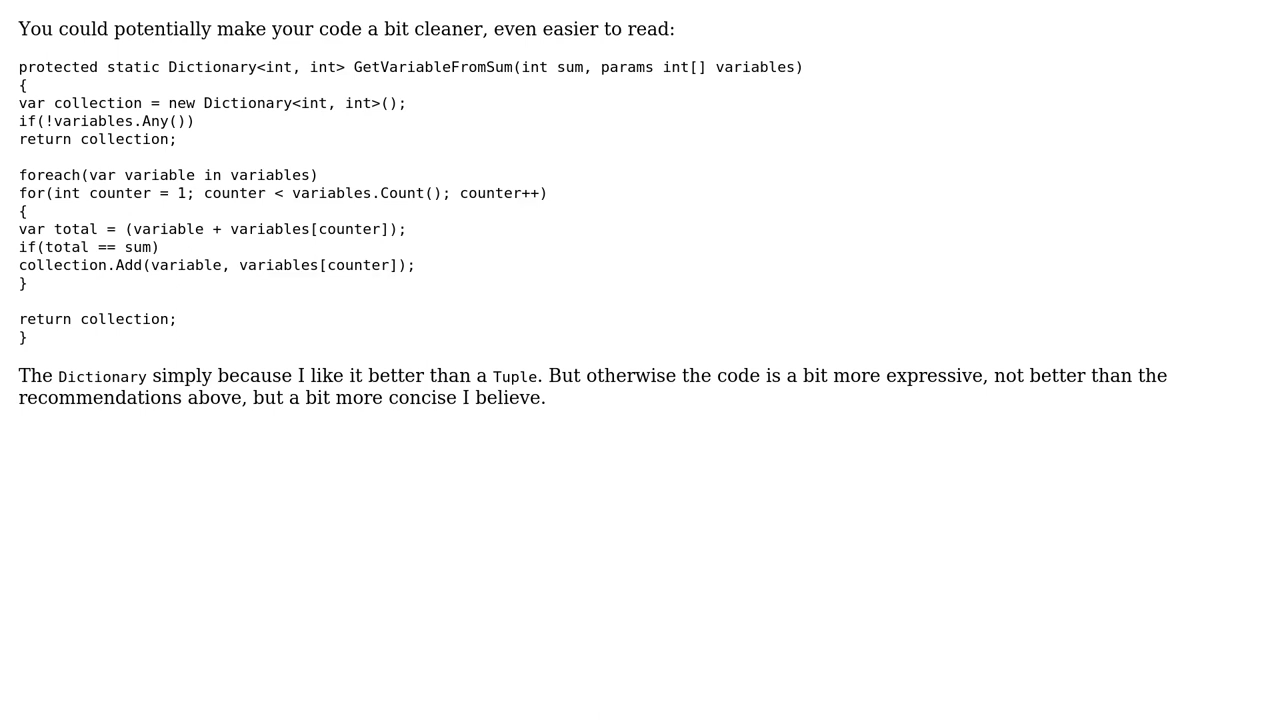 You could potentially make your code a bit cleaner, even easier to read:
protected static Dictionary<int, int> GetVariableFromSum(int sum, params int[] variables)
{
var collection = new Dictionary<int, int>();
if(!variables.Any())
return collection;

foreach(var variable in variables)
for(int counter = 1; counter < variables.Count(); counter++)
{
var total = (variable + variables[counter]);
if(total == sum)
collection.Add(variable, variables[counter]);
}

return collection;
}
The Dictionary simply because I like it better than a Tuple. But otherwise the code is a bit more expressive, not better than the
recommendations above, but a bit more concise I believe.